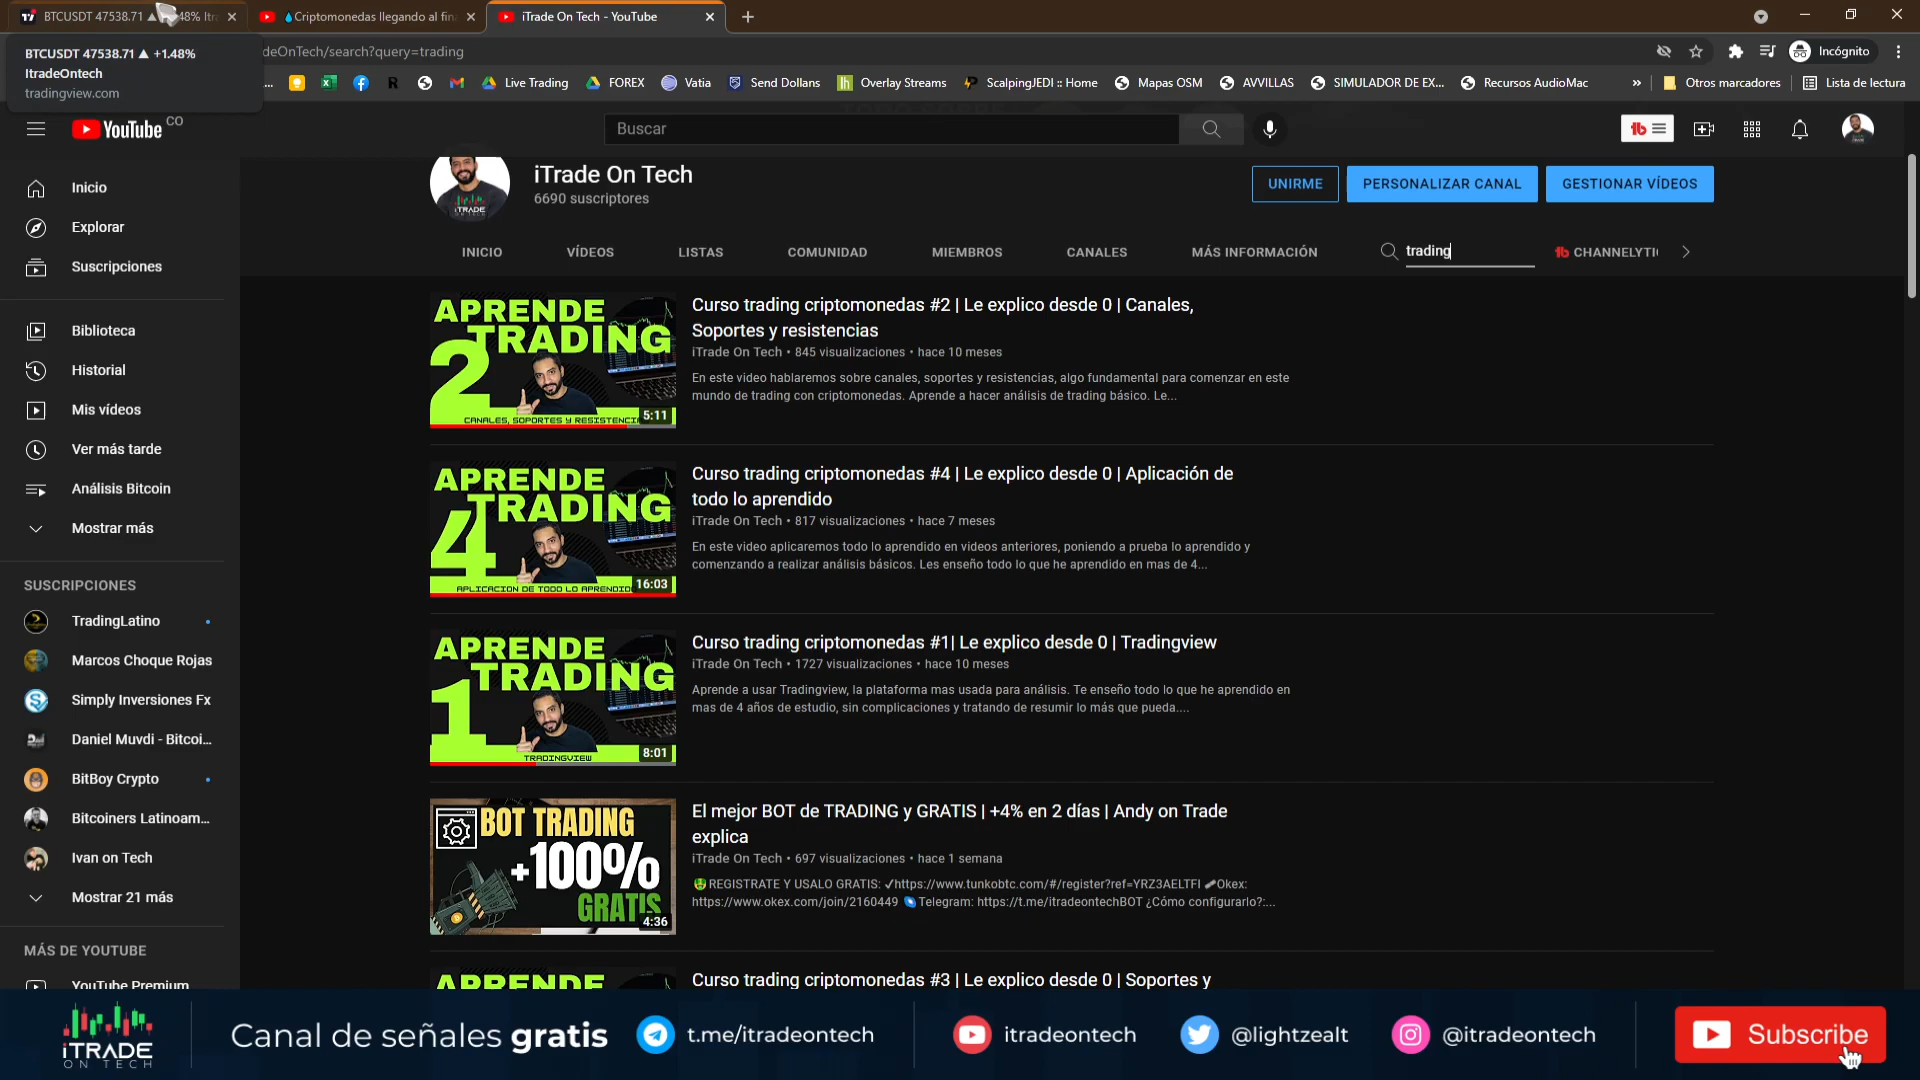 BTCUSDT 47538.71 ▲
48% Itr
💧Criptomonedas llegando al fin
iTrade On Tech - YouTube
BTCUSDT 47538.71 ▲ +1.48%
ItradeOntech
tradingview.com
deOnTech/search?query=trading
Incógnito
Live Trading
FOREX
Vatia
Send Dollans
Overlay Streams
ScalpingJEDI :: Home
Mapas OSM
AVVILLAS
SIMULADOR DE EX...
Recursos AudioMac
»
Otros marcadores
Lista de lectura
YouTube CO
Buscar
iTrade On Tech
6690 suscriptores
UNIRME
PERSONALIZAR CANAL
GESTIONAR VÍDEOS
INICIO
VÍDEOS
LISTAS
COMUNIDAD
MIEMBROS
CANALES
MÁS INFORMACIÓN
trading
CHANNELYTI
Inicio
Explorar
Suscripciones
Biblioteca
Historial
Mis vídeos
Ver más tarde
Análisis Bitcoin
Mostrar más
SUSCRIPCIONES
TradingLatino
Marcos Choque Rojas
Simply Inversiones Fx
Daniel Muvdi - Bitcoi...
BitBoy Crypto
Bitcoiners Latinoam...
Ivan on Tech
Mostrar 21 más
MÁS DE YOUTUBE
YouTube Premium
APRENDE
TRADING
2
CANALES, SOPORTES Y RESISTENCI
5:11
Curso trading criptomonedas #2 | Le explico desde 0 | Canales,
Soportes y resistencias
iTrade On Tech • 845 visualizaciones • hace 10 meses
En este video hablaremos sobre canales, soportes y resistencias, algo fundamental para comenzar en este
mundo de trading con criptomonedas. Aprende a hacer análisis de trading básico. Le...
APRENDE
TRADING
4
APLICACION DE TODO LO APRENDID
16:03
Curso trading criptomonedas #4 | Le explico desde 0 | Aplicación de
todo lo aprendido
iTrade On Tech • 817 visualizaciones • hace 7 meses
En este video aplicaremos todo lo aprendido en videos anteriores, poniendo a prueba lo aprendido y
comenzando a realizar análisis básicos. Les enseño todo lo que he aprendido en mas de 4...
APRENDE
TRADING
1
TRADINGVIEW
8:01
Curso trading criptomonedas #1| Le explico desde 0 | Tradingview
iTrade On Tech • 1727 visualizaciones • hace 10 meses
Aprende a usar Tradingview, la plataforma mas usada para análisis. Te enseño todo lo que he aprendido en
mas de 4 años de estudio, sin complicaciones y tratando de resumir lo más que pueda....
BOT TRADING
+100%
GRATIS
4:36
El mejor BOT de TRADING y GRATIS | +4% en 2 días | Andy on Trade
explica
iTrade On Tech • 697 visualizaciones • hace 1 semana
🤑REGISTRATE Y USALO GRATIS: ✔https://www.tunkobtc.com/#/register?ref=YRZ3AELTFI Okex:
https://www.okex.com/join/2160449 Telegram: https://t.me/itradeontechBOT ¿Cómo configurarlo?:...
APRENDE
Curso trading criptomonedas #3 | Le explico desde 0 | Soportes y
iTRADE
ON TECH
Canal de señales gratis
t.me/itradeontech
itradeontech
@lightzealt
@itradeontech
Subscribe